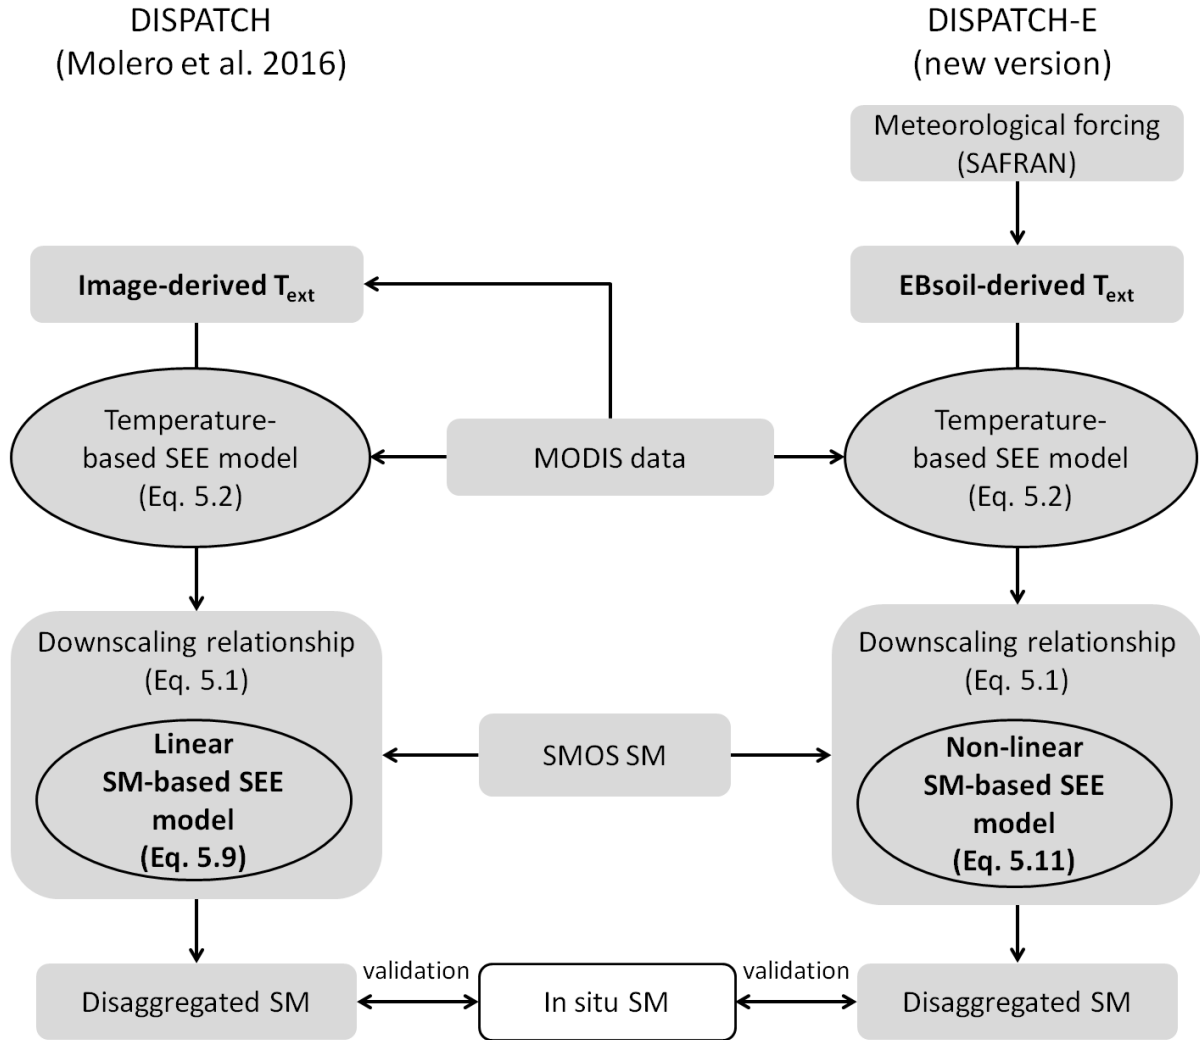 DISPATCH
(Molero et al. 2016)
DISPATCH-E
(new version)
Meteorological forcing
(SAFRAN)
Image-derived Text
EBsoil-derived Text
Temperature-
based SEE model
(Eq. 5.2)
MODIS data
Temperature-
based SEE model
(Eq. 5.2)
Downscaling relationship
(Eq. 5.1)
Linear
SM-based SEE
model
(Eq. 5.9)
SMOS SM
Downscaling relationship
(Eq. 5.1)
Non-linear
SM-based SEE
model
(Eq. 5.11)
Disaggregated SM
validation
In situ SM
validation
Disaggregated SM